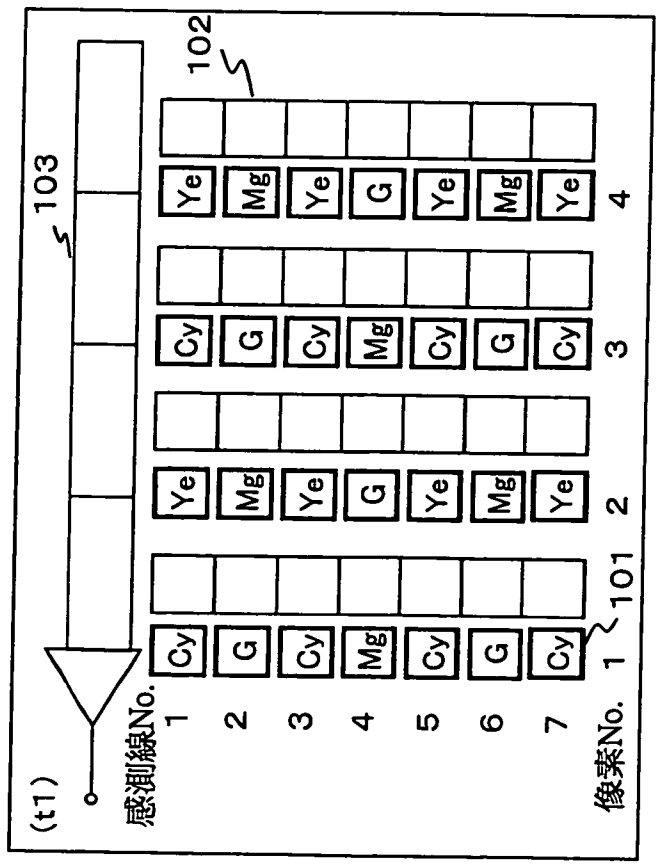 (t1)
103
102
感測線No.
1 Cy Ye Cy Ye
2 G Mg G Mg
3 Cy Ye Cy Ye
4 Mg G Mg G
5 Cy Ye Cy Ye
6 G Mg G Mg
7 Cy Ye Cy Ye
像素No. 1 2 3 4
101